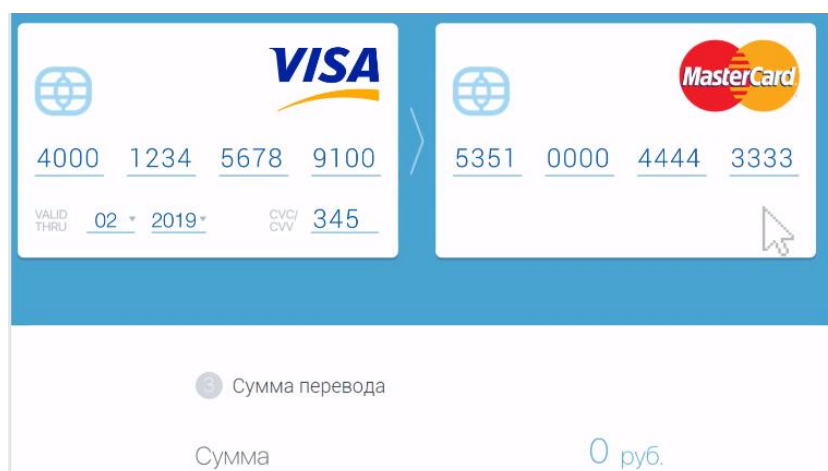 VISA
4000 1234 5678 9100
VALID THRU 02 2019 CVC/CVV 345
MasterCard
5351 0000 4444 3333
3 Сумма перевода
Сумма 0 руб.